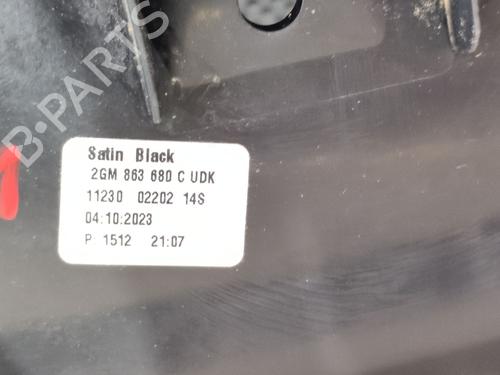 B-PARTS
Satin Black
2GM 863 680 C UDK
11230 02202 14S
04.10.2023
P 1512 21:07